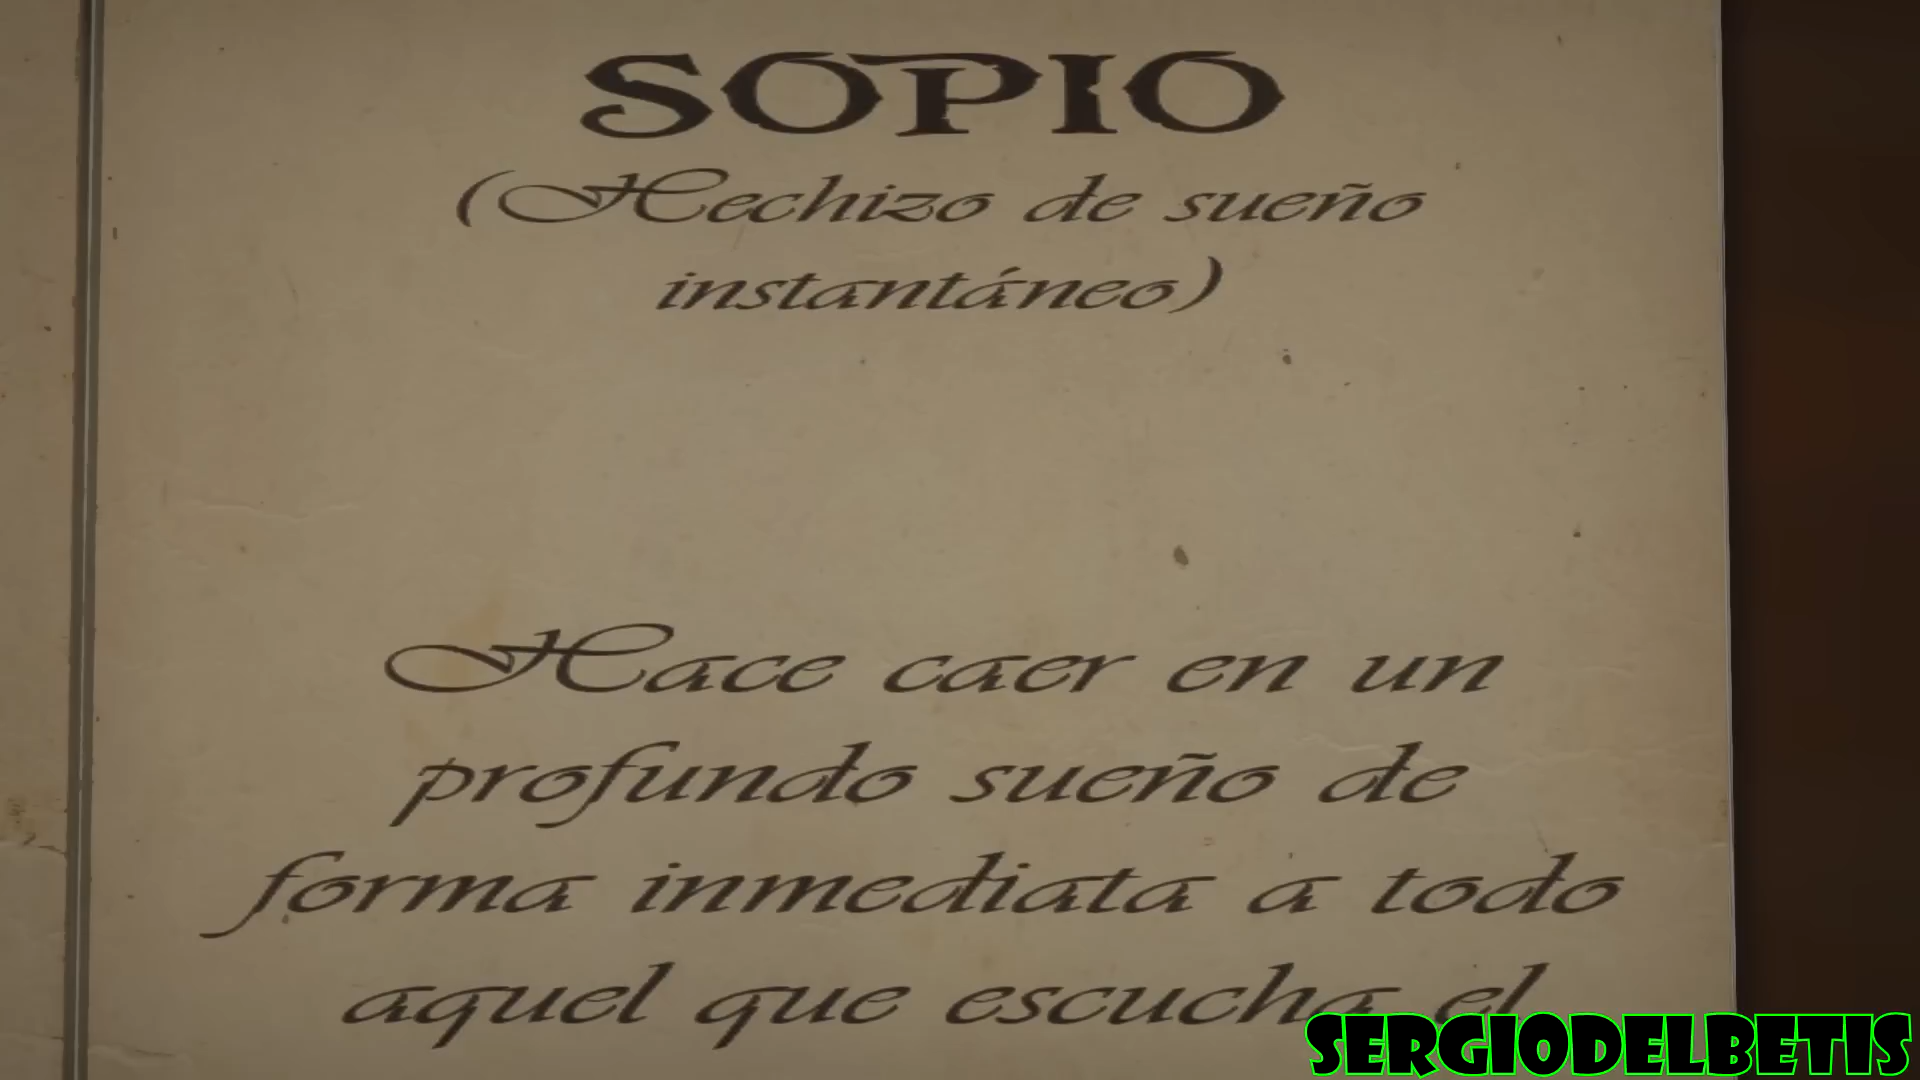 SOPIO
(Hechizo de sueño
instantáneo)
Hace caer en un
profundo sueño de
forma inmediata a todo
aquel que escucha el
SERGIODELBETIS